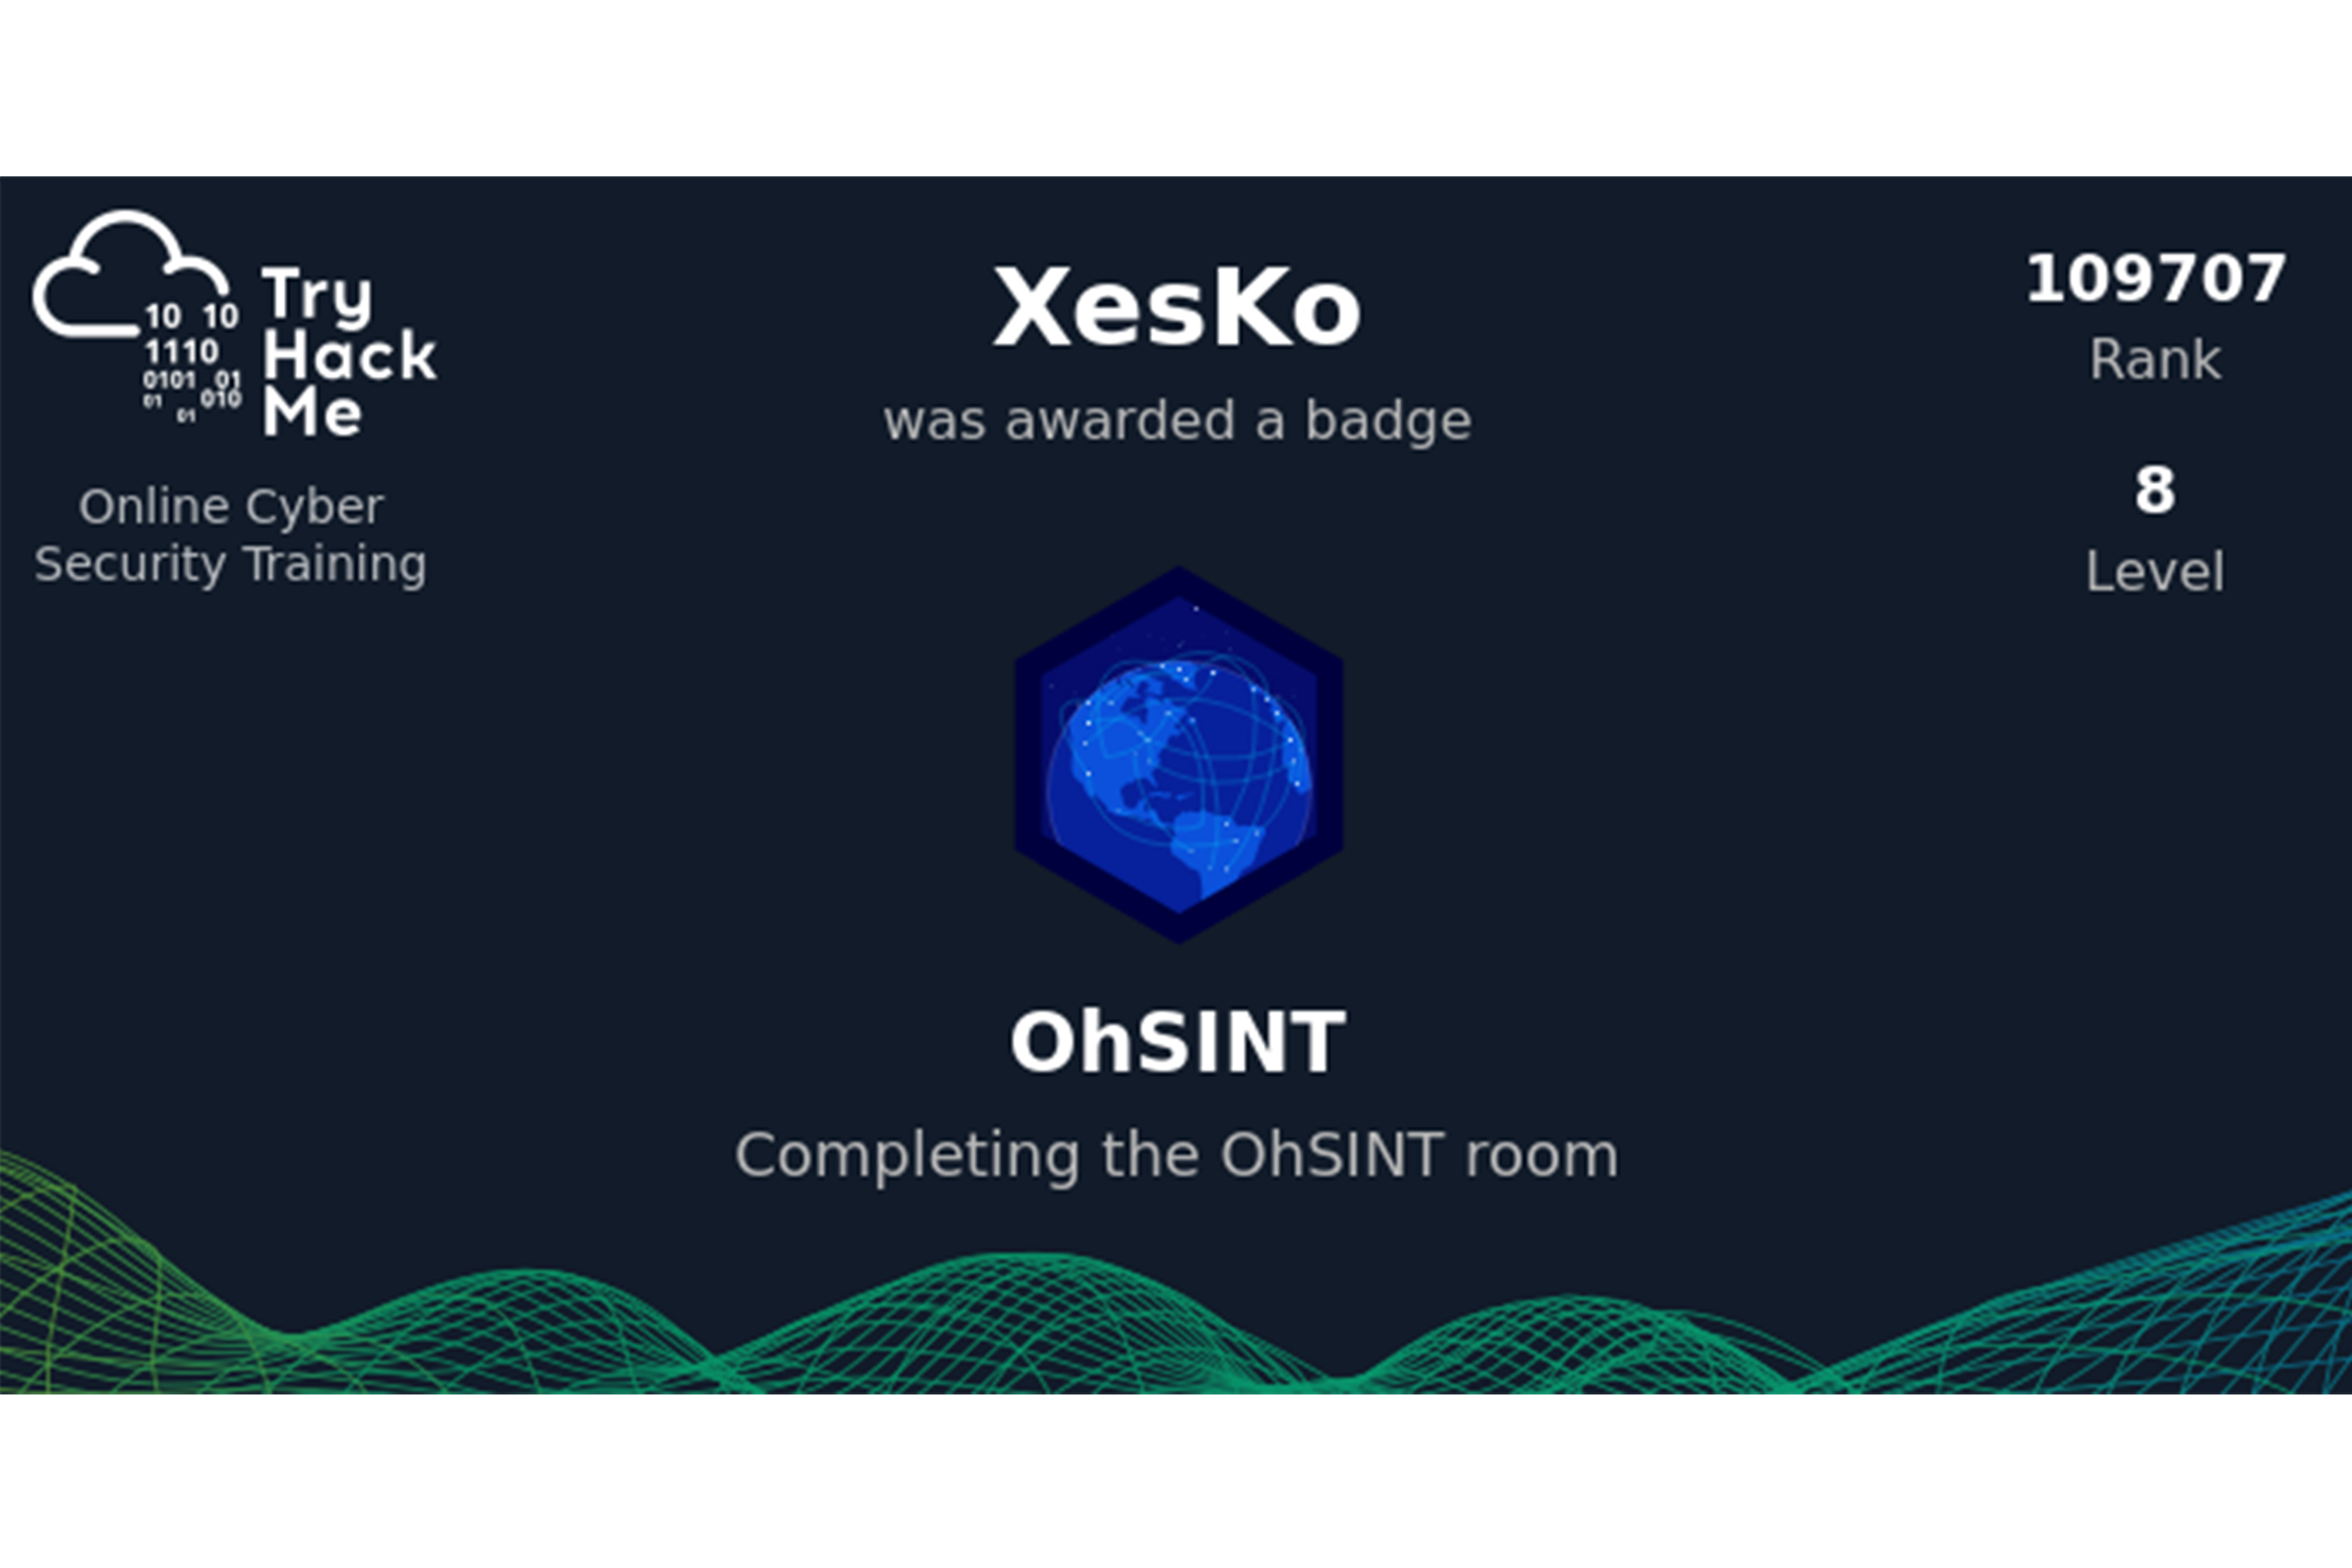 10 10
1110
0101 01
01 010
01
Try
Hack
Me
Online Cyber
Security Training
XesKo
was awarded a badge
109707
Rank
8
Level
OhSINT
Completing the OhSINT room